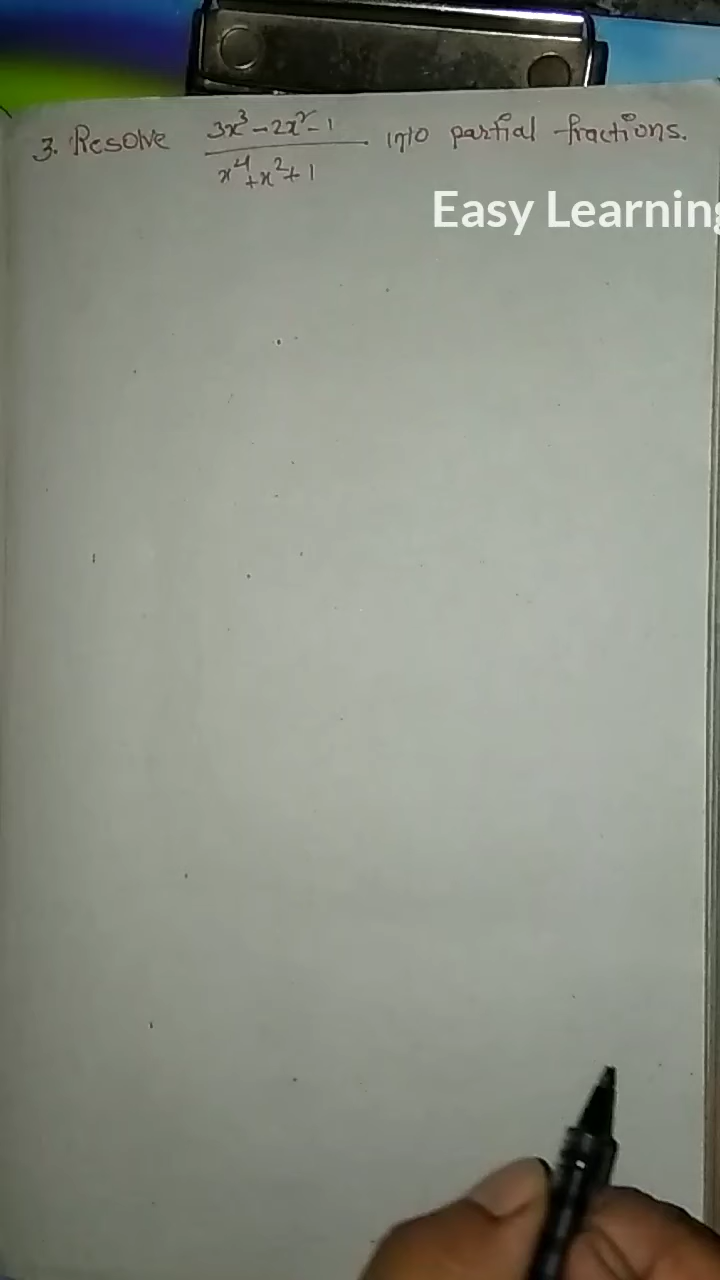 3. Resolve 3x³-2x²-1 / x⁴+x²+1 into partial fractions.
Easy Learning